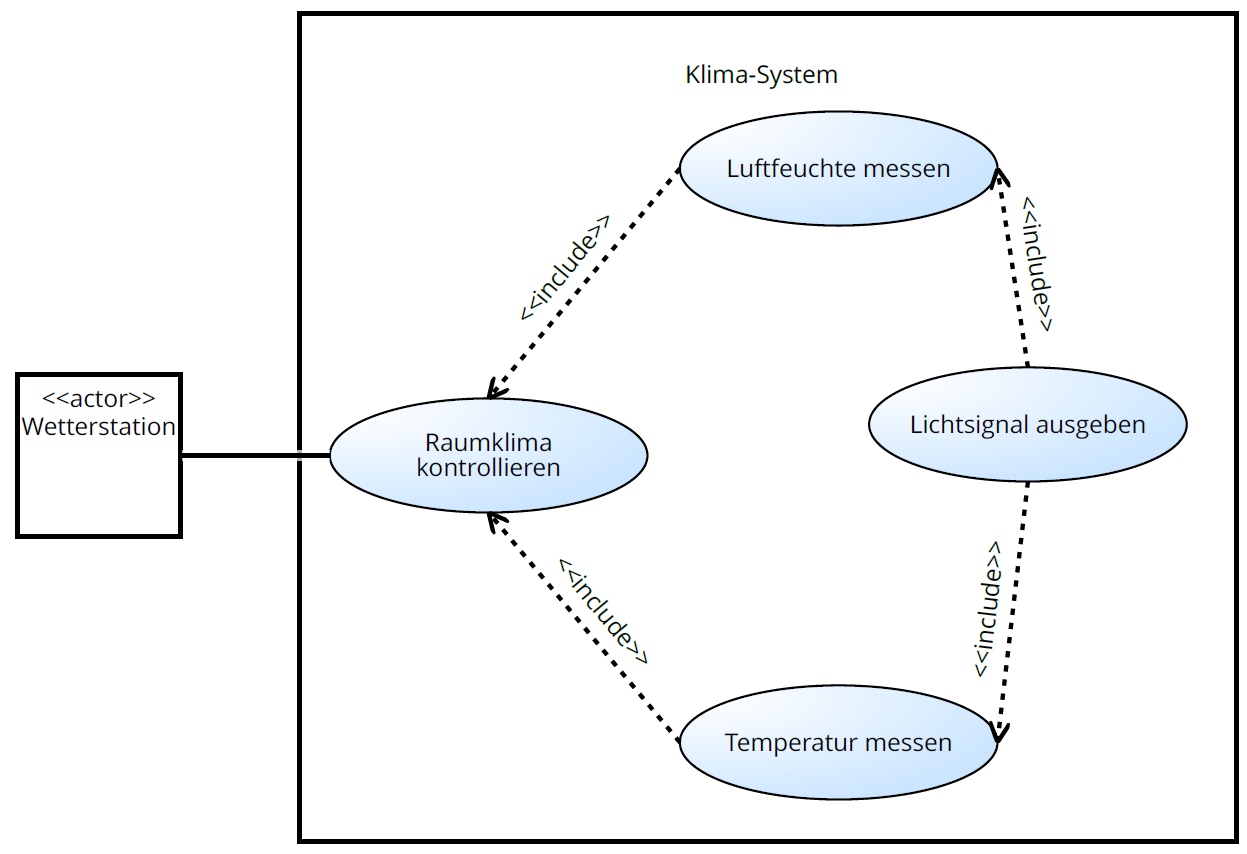 Klima-System
Luftfeuchte messen
<<include>>
<<include>>
<<actor>>
Wetterstation
Raumklima
kontrollieren
Lichtsignal ausgeben
<<include>>
<<include>>
Temperatur messen